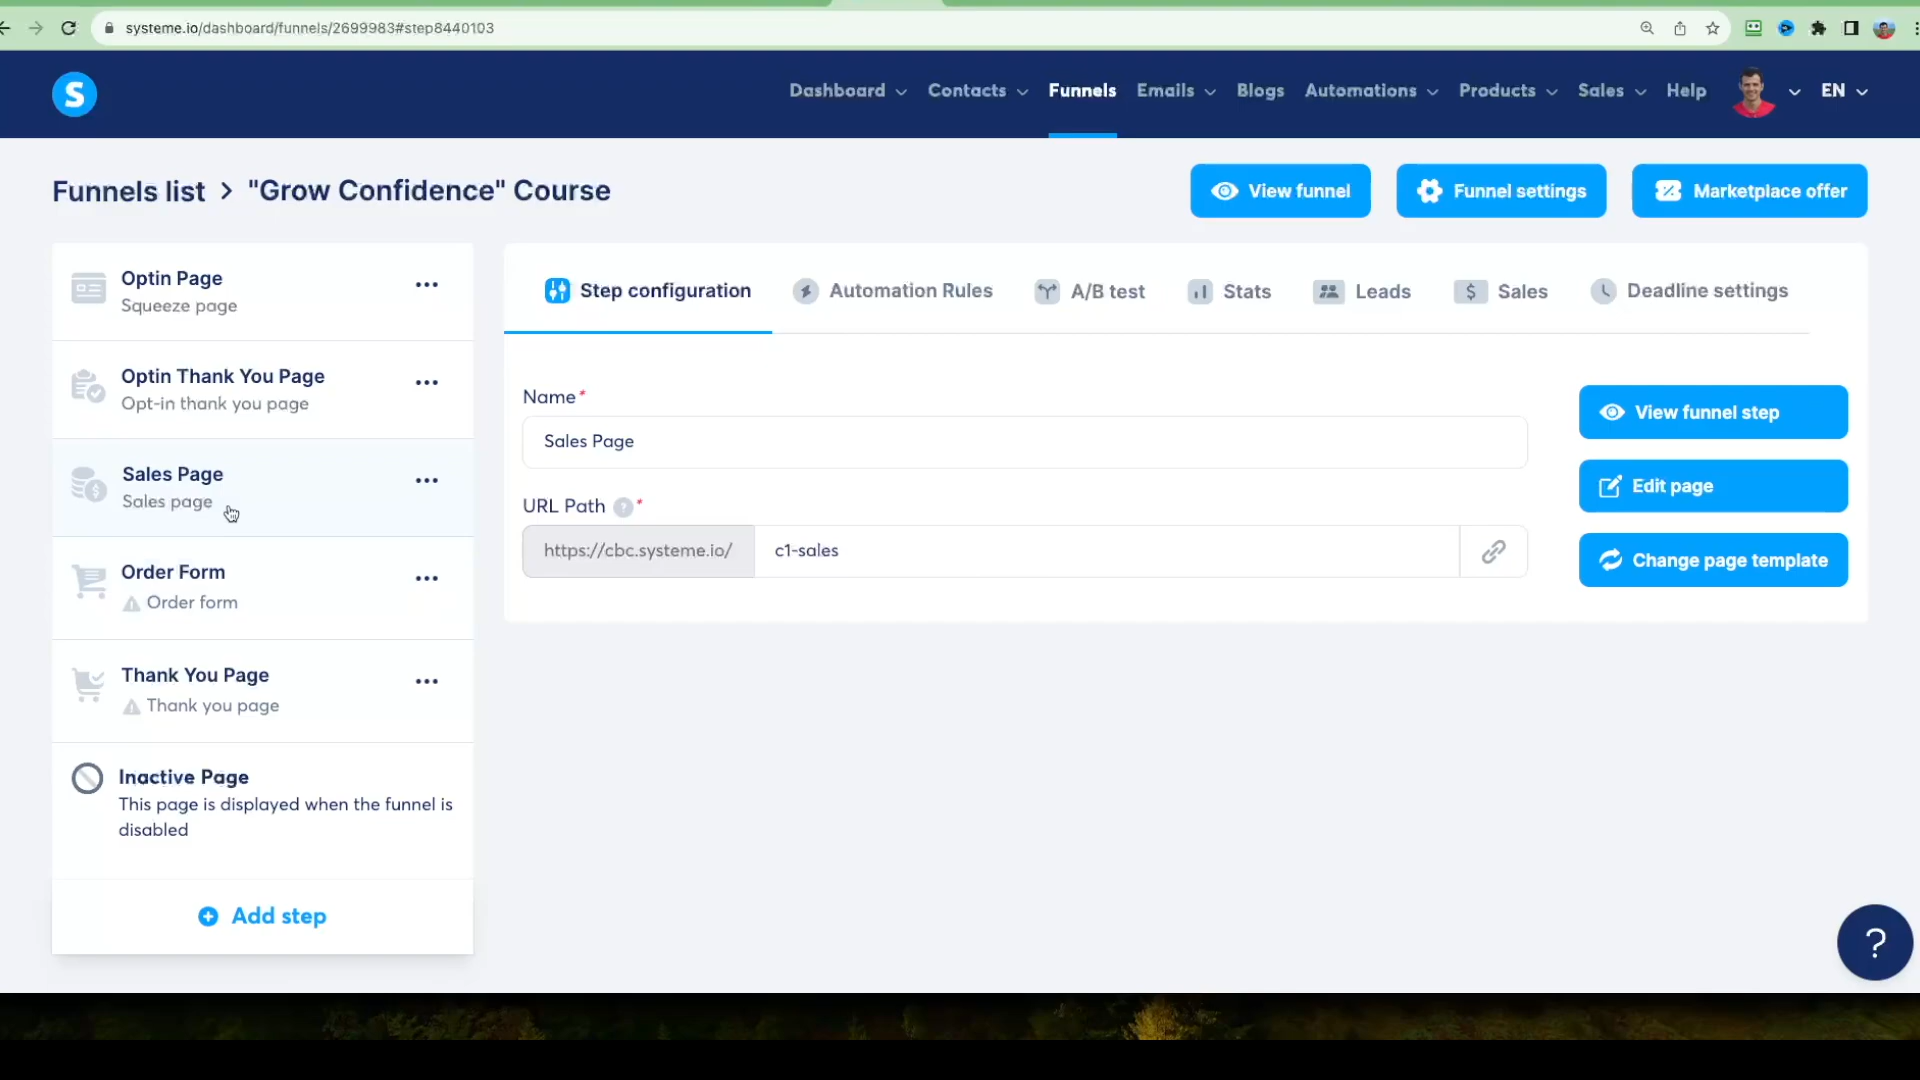 systeme.io/dashboard/funnels/2699983#step8440103
S
Dashboard
Contacts
Funnels
Emails
Blogs
Automations
Products
Sales
Help
EN
Funnels list > "Grow Confidence" Course
View funnel
Funnel settings
Marketplace offer
Optin Page
Squeeze page
Optin Thank You Page
Opt-in thank you page
Sales Page
Sales page
Order Form
Order form
Thank You Page
Thank you page
Inactive Page
This page is displayed when the funnel is
disabled
Add step
Step configuration
Automation Rules
A/B test
Stats
Leads
$ Sales
Deadline settings
Name*
Sales Page
URL Path ? *
https://cbc.systeme.io/
c1-sales
View funnel step
Edit page
Change page template
?